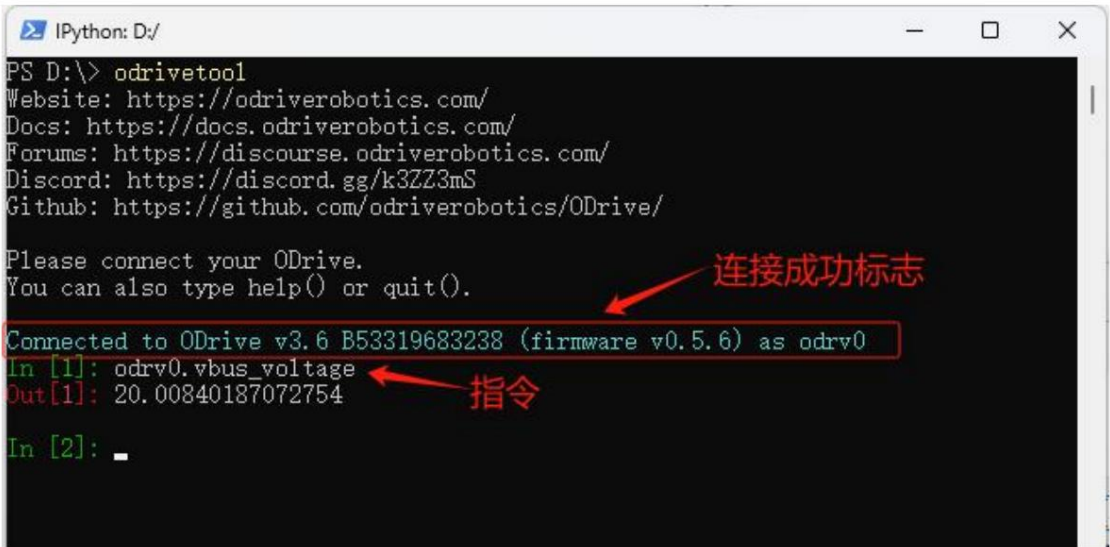 IPython: D:/
PS D:\> odrivetool
Website: https://odriverobotics.com/
Docs: https://docs.odriverobotics.com/
Forums: https://discourse.odriverobotics.com/
Discord: https://discord.gg/k3ZZ3mS
Github: https://github.com/odriverobotics/ODrive/
Please connect your ODrive.
You can also type help() or quit().
连接成功标志
Connected to ODrive v3.6 B53319683238 (firmware v0.5.6) as odrv0
In [1]: odrv0.vbus_voltage
Out[1]: 20.00840187072754
指令
In [2]: